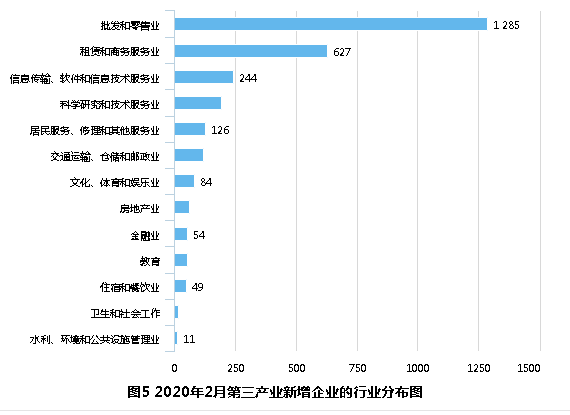 批发和零售业 1 285
租赁和商务服务业 627
信息传输、软件和信息技术服务业 244
科学研究和技术服务业
居民服务、修理和其他服务业 126
交通运输、仓储和邮政业
文化、体育和娱乐业 84
房地产业
金融业 54
教育
住宿和餐饮业 49
卫生和社会工作
水利、环境和公共设施管理业 11
0 250 500 750 1000 1250 1500
图5 2020年2月第三产业新增企业的行业分布图